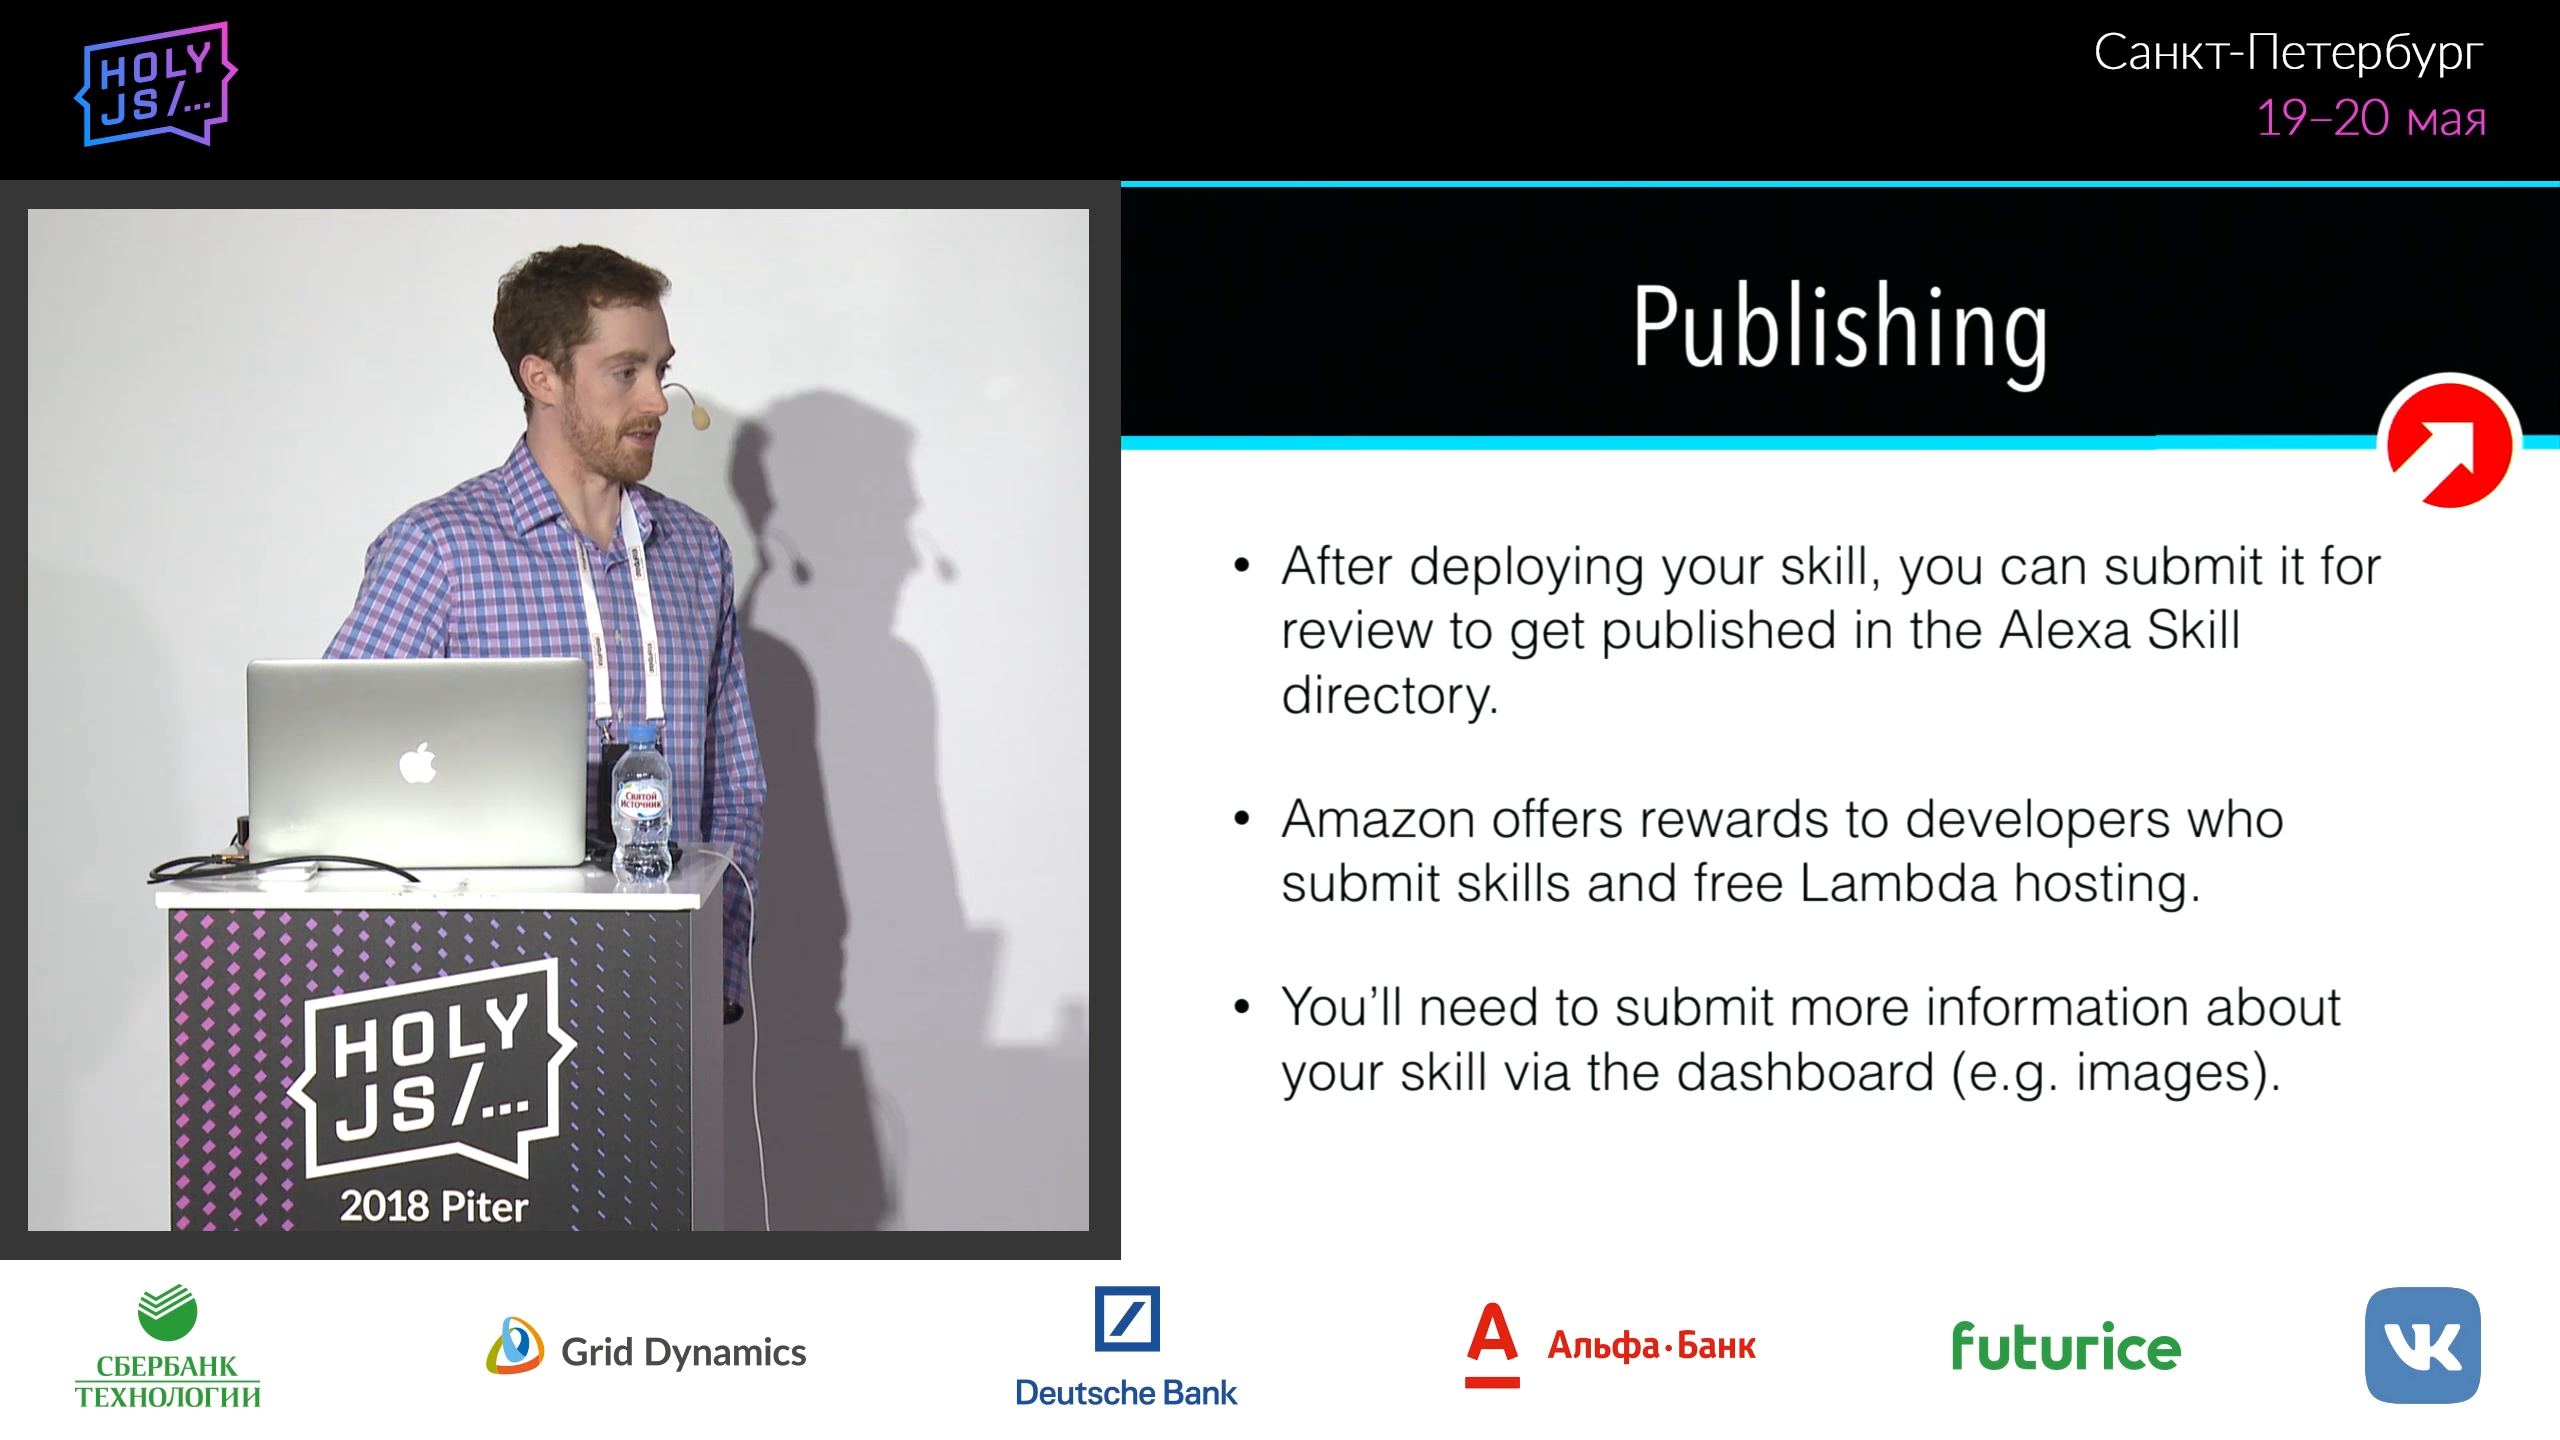 HOLY
JS/...
Санкт-Петербург
19–20 мая
Publishing
• After deploying your skill, you can submit it for
review to get published in the Alexa Skill
directory.
• Amazon offers rewards to developers who
submit skills and free Lambda hosting.
• You’ll need to submit more information about
your skill via the dashboard (e.g. images).
СВЯТОЙ
ИСТОЧНИК
HOLY
JS/...
2018 Piter
СБЕРБАНК
ТЕХНОЛОГИИ
Grid Dynamics
Deutsche Bank
Альфа·Банк
futurice
VK